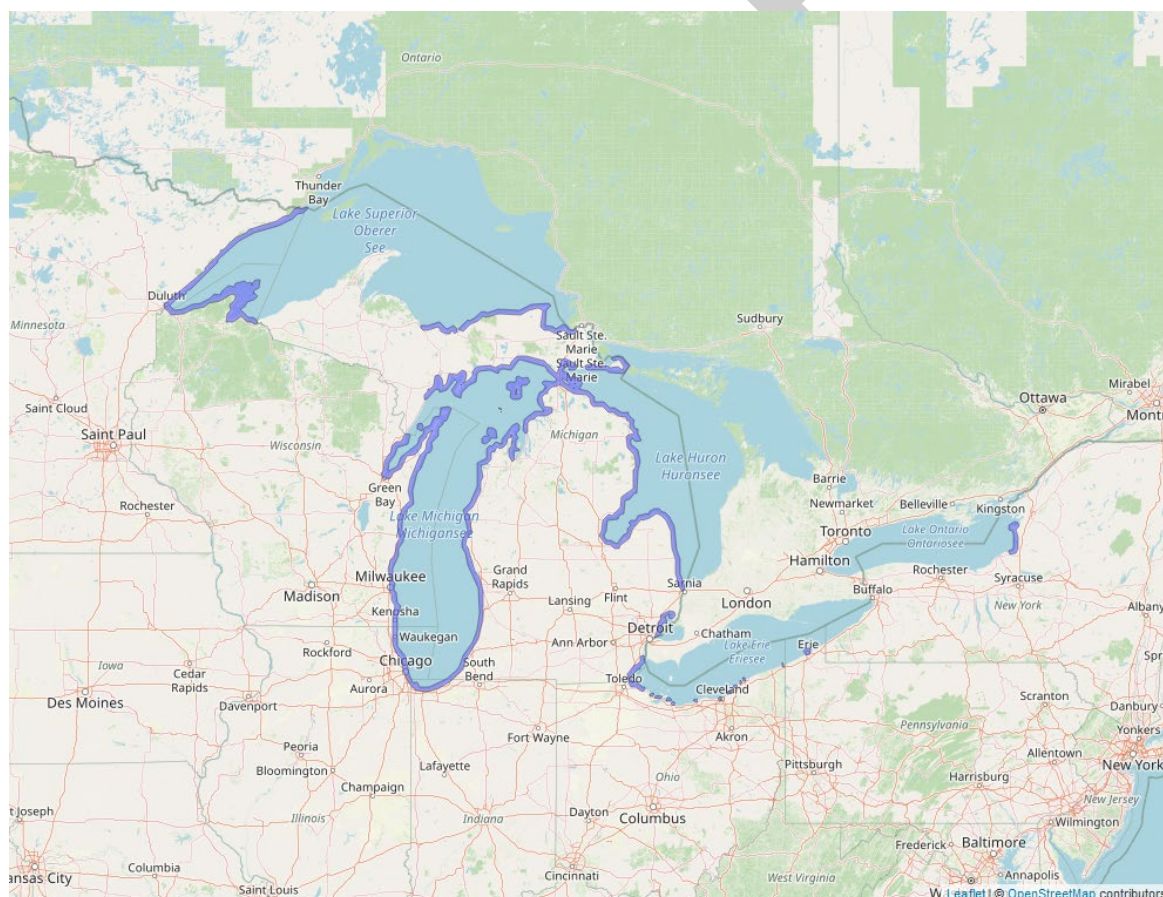 Ontario
Thunder
Bay
Lake Superior
Oberer
See
Duluth
Minnesota
Sault Ste.
Marie
Sault Ste.
Marie
Sudbury
Mirabel
Ottawa
Mont
Saint Cloud
Saint Paul
Wisconsin
Michigan
Lake Huron
Huronsee
Barrie
Newmarket
Belleville
Kingston
Rochester
Green
Bay
Lake Michigan
Michigansee
Toronto
Lake Ontario
Ontariosee
Hamilton
Milwaukee
Madison
Grand
Rapids
Sarnia
London
Buffalo
Rochester
Syracuse
New York
Albany
Kenosha
Waukegan
Lansing
Flint
Detroit
Chatham
Ann Arbor
Lake Erie
Eriesee
Erie
Rockford
Chicago
South
Bend
Iowa
Cedar
Rapids
Aurora
Toledo
Cleveland
Scranton
Spr
Des Moines
Davenport
Danbury
Fort Wayne
Akron
Pennsylvania
Yonkers
Peoria
Bloomington
Lafayette
Pittsburgh
Allentown
New York
Harrisburg
Champaign
Ohio
New Jersey
t Joseph
Illinois
Indiana
Dayton
Columbus
Wilmington
Frederick
Baltimore
ansas City
Columbia
Saint Louis
Cincinnati
West Virginia
Annapolis
W
Leaflet | © OpenStreetMap contributors